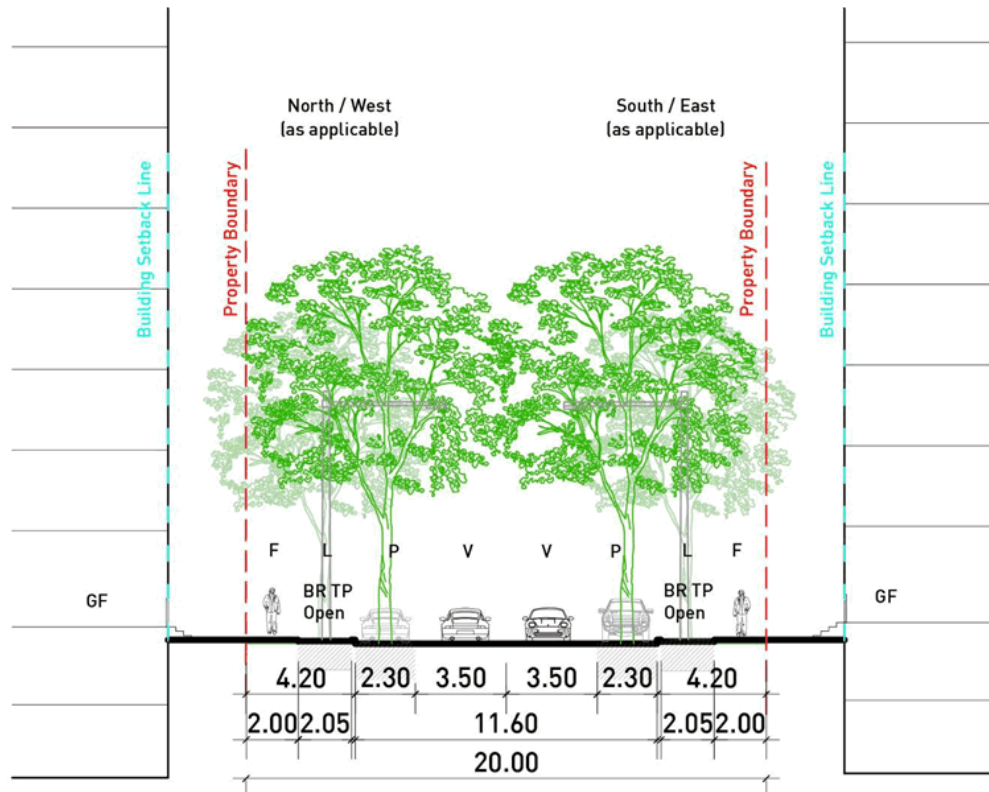 North / West
(as applicable)
South / East
(as applicable)
Building Setback Line
Property Boundary
Property Boundary
Building Setback Line
F
L
P
V
V
P
L
F
BR TP
Open
BR TP
Open
GF
GF
4.20
2.30
3.50
3.50
2.30
4.20
2.00
2.05
11.60
2.05
2.00
20.00